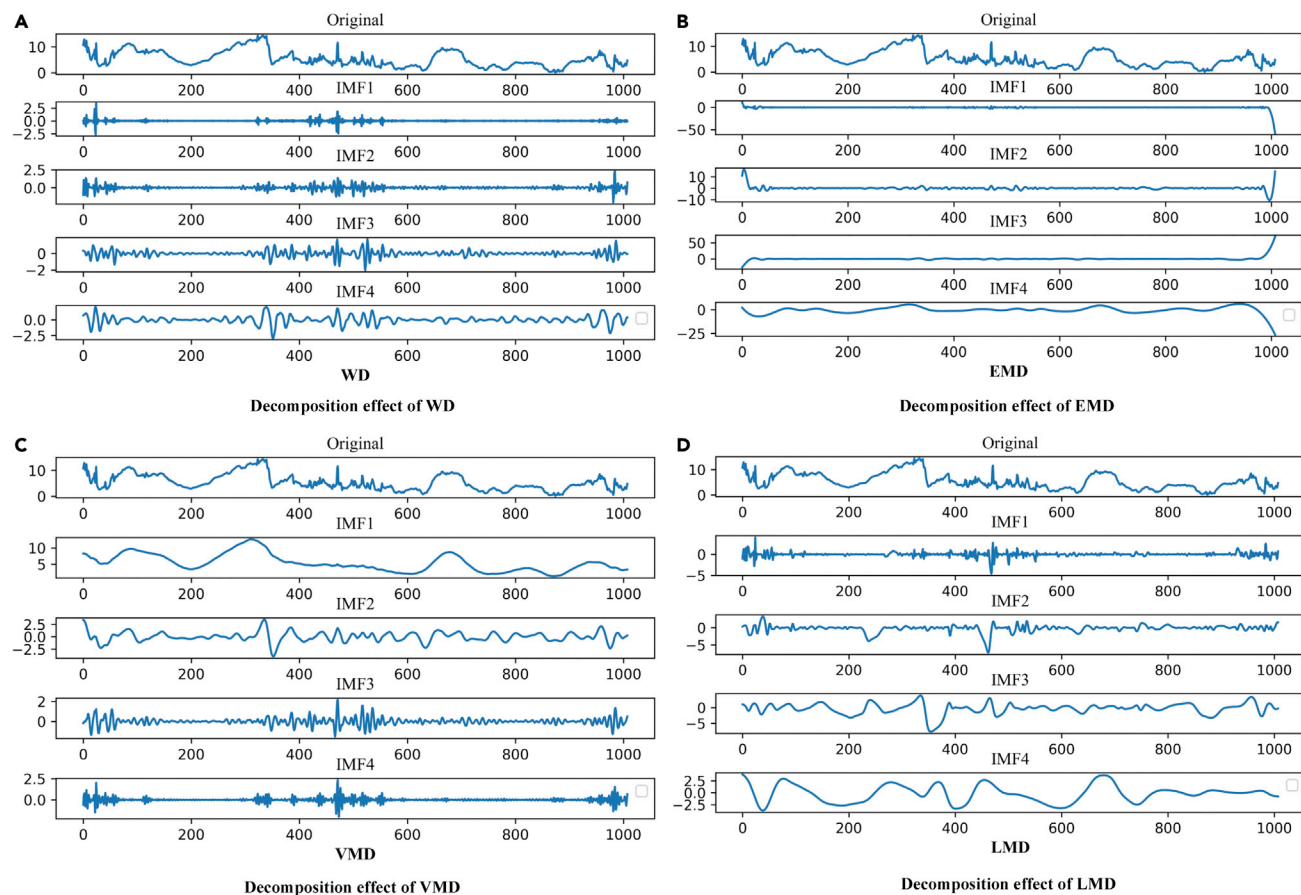 A
Original
10
0
0 200 400 600 800 1000
IMF1
2.5
0.0
−2.5
0 200 400 600 800 1000
IMF2
2.5
0.0
0 200 400 600 800 1000
IMF3
0
−2
0 200 400 600 800 1000
IMF4
0.0
−2.5
0 200 400 600 800 1000
WD
Decomposition effect of WD
B
Original
10
0
0 200 400 600 800 1000
IMF1
0
−50
0 200 400 600 800 1000
IMF2
10
0
−10
0 200 400 600 800 1000
IMF3
50
0
0 200 400 600 800 1000
IMF4
0
−25
0 200 400 600 800 1000
EMD
Decomposition effect of EMD
C
Original
10
0
0 200 400 600 800 1000
IMF1
10
5
0 200 400 600 800 1000
IMF2
2.5
0.0
−2.5
0 200 400 600 800 1000
IMF3
2
0
0 200 400 600 800 1000
IMF4
2.5
0.0
0 200 400 600 800 1000
VMD
Decomposition effect of VMD
D
Original
10
0
0 200 400 600 800 1000
IMF1
0
−5
0 200 400 600 800 1000
IMF2
0
−5
0 200 400 600 800 1000
IMF3
0
−5
0 200 400 600 800 1000
IMF4
2.5
0.0
−2.5
0 200 400 600 800 1000
LMD
Decomposition effect of LMD